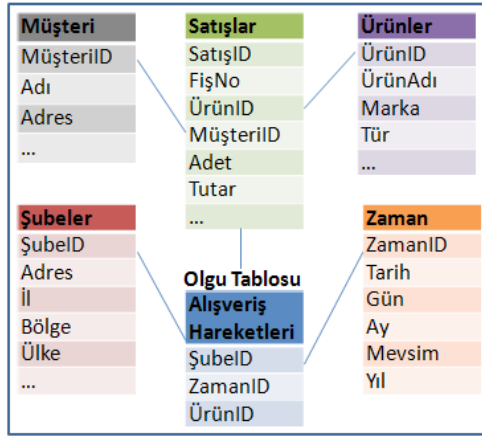 Müşteri
MüşteriID
Adı
Adres
...
Satışlar
SatışID
FişNo
ÜrünID
MüşteriID
Adet
Tutar
...
Ürünler
ÜrünID
ÜrünAdı
Marka
Tür
...
Şubeler
ŞubeID
Adres
İl
Bölge
Ülke
...
Olgu Tablosu
Alışveriş
Hareketleri
ŞubeID
ZamanID
ÜrünID
Zaman
ZamanID
Tarih
Gün
Ay
Mevsim
Yıl